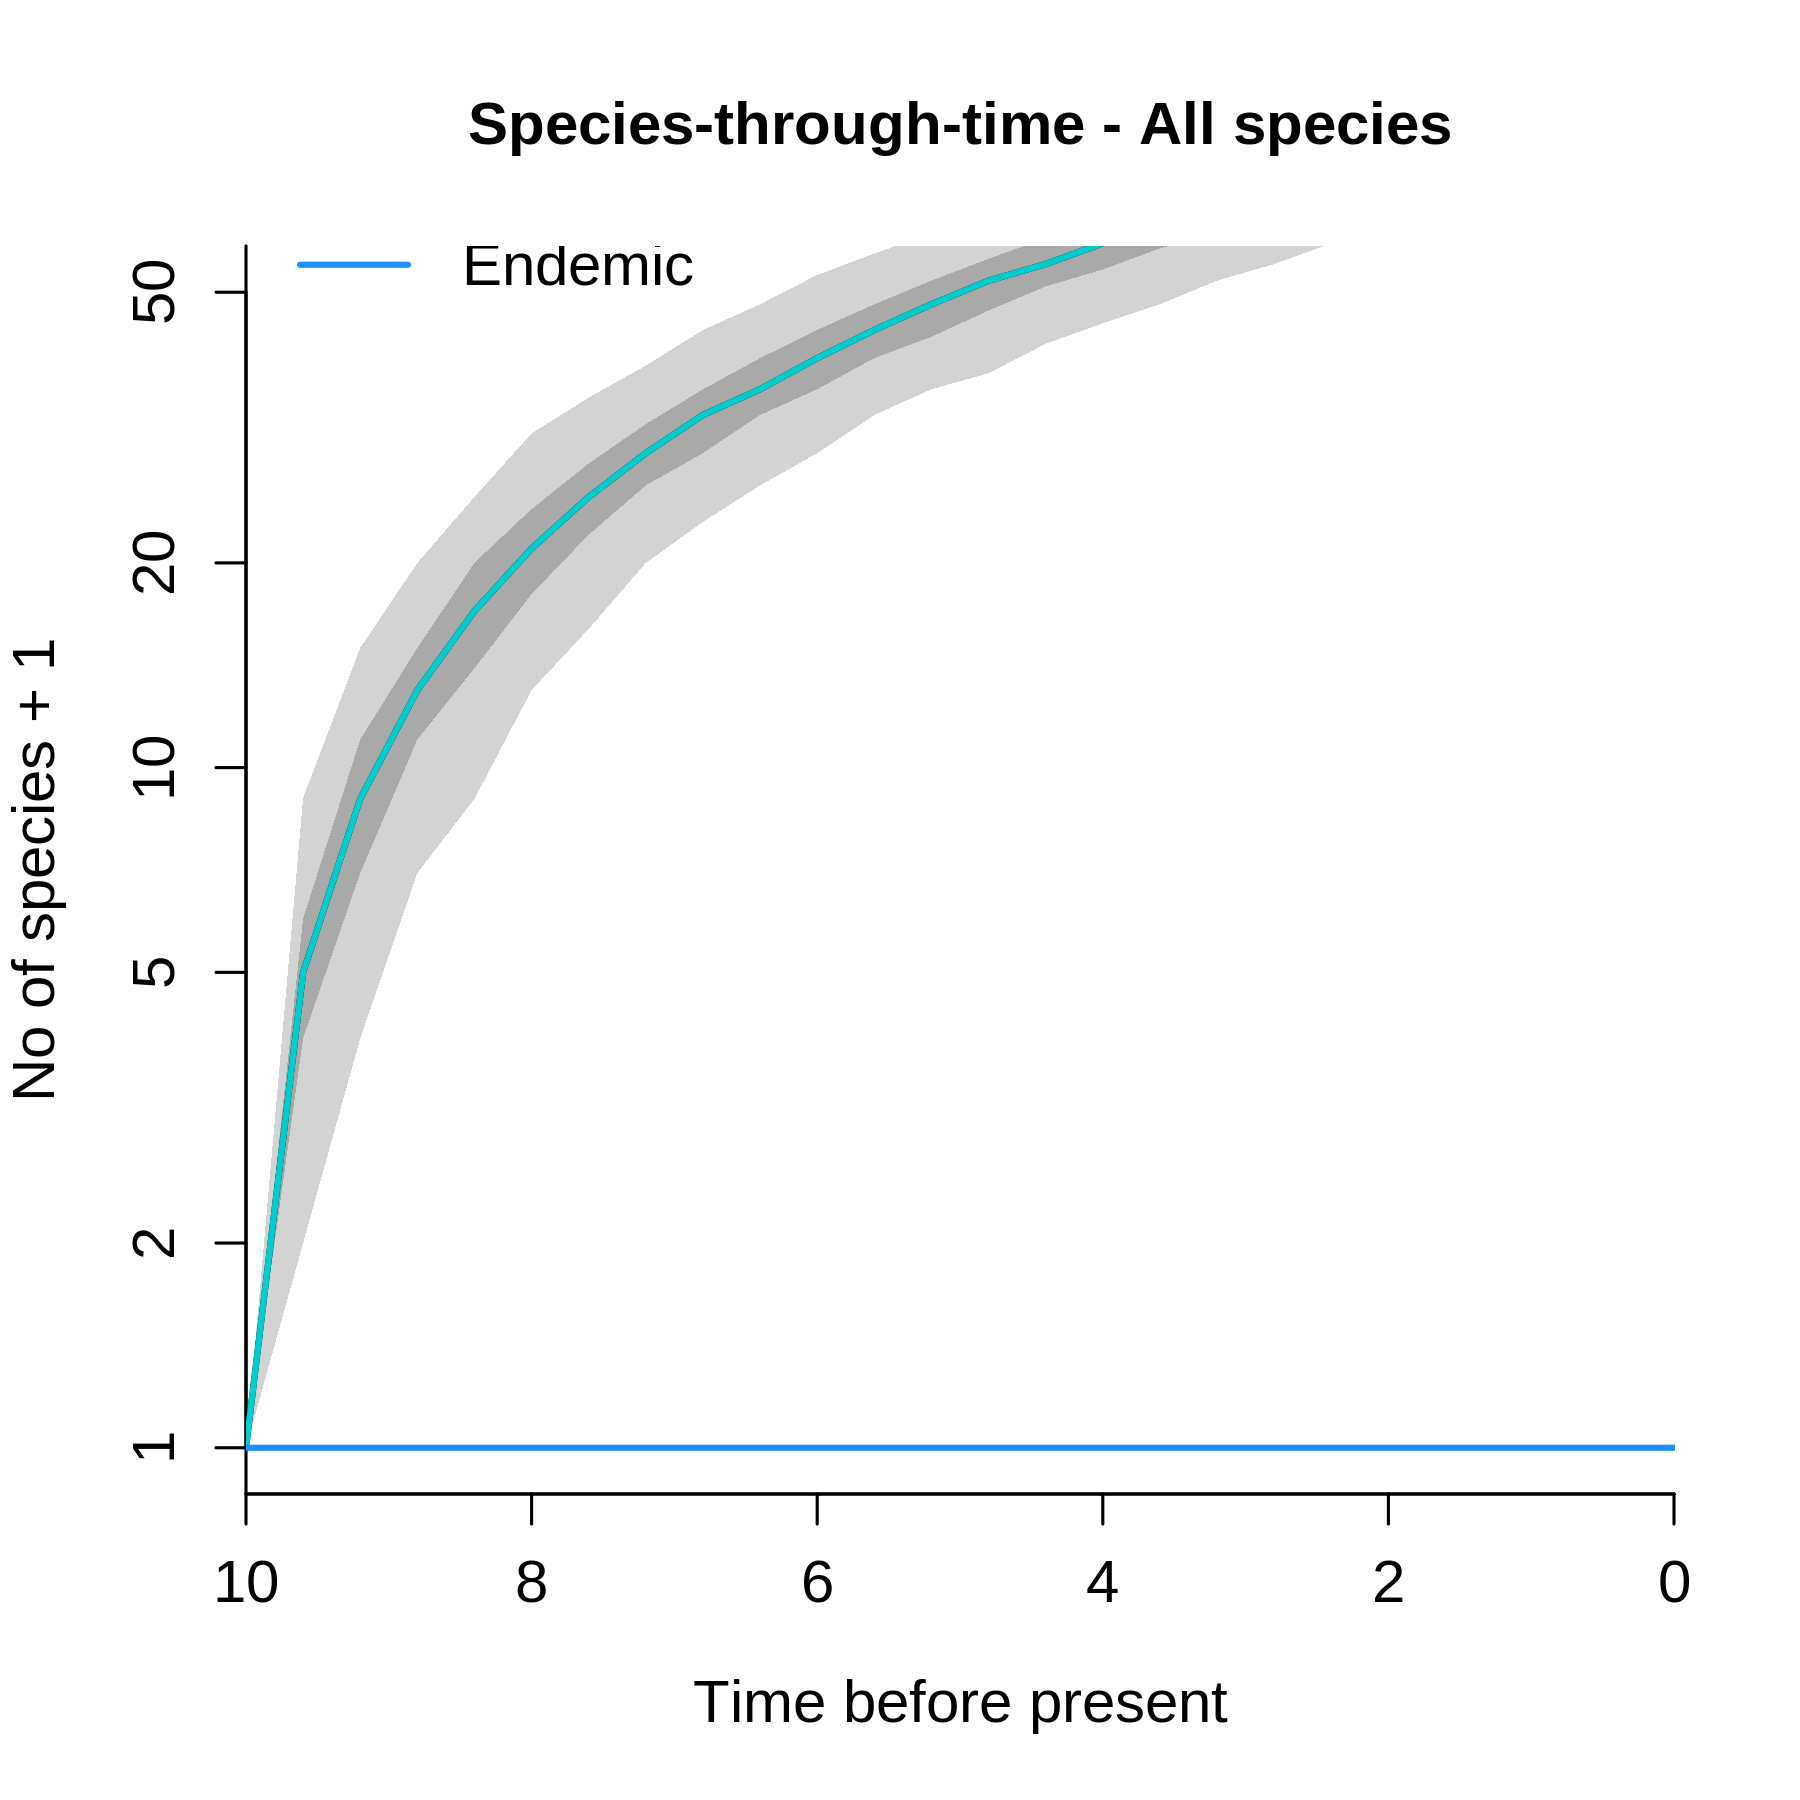 Species-through-time - All species
Endemic
No of species + 1
50
20
10
5
2
1
10 8 6 4 2 0
Time before present